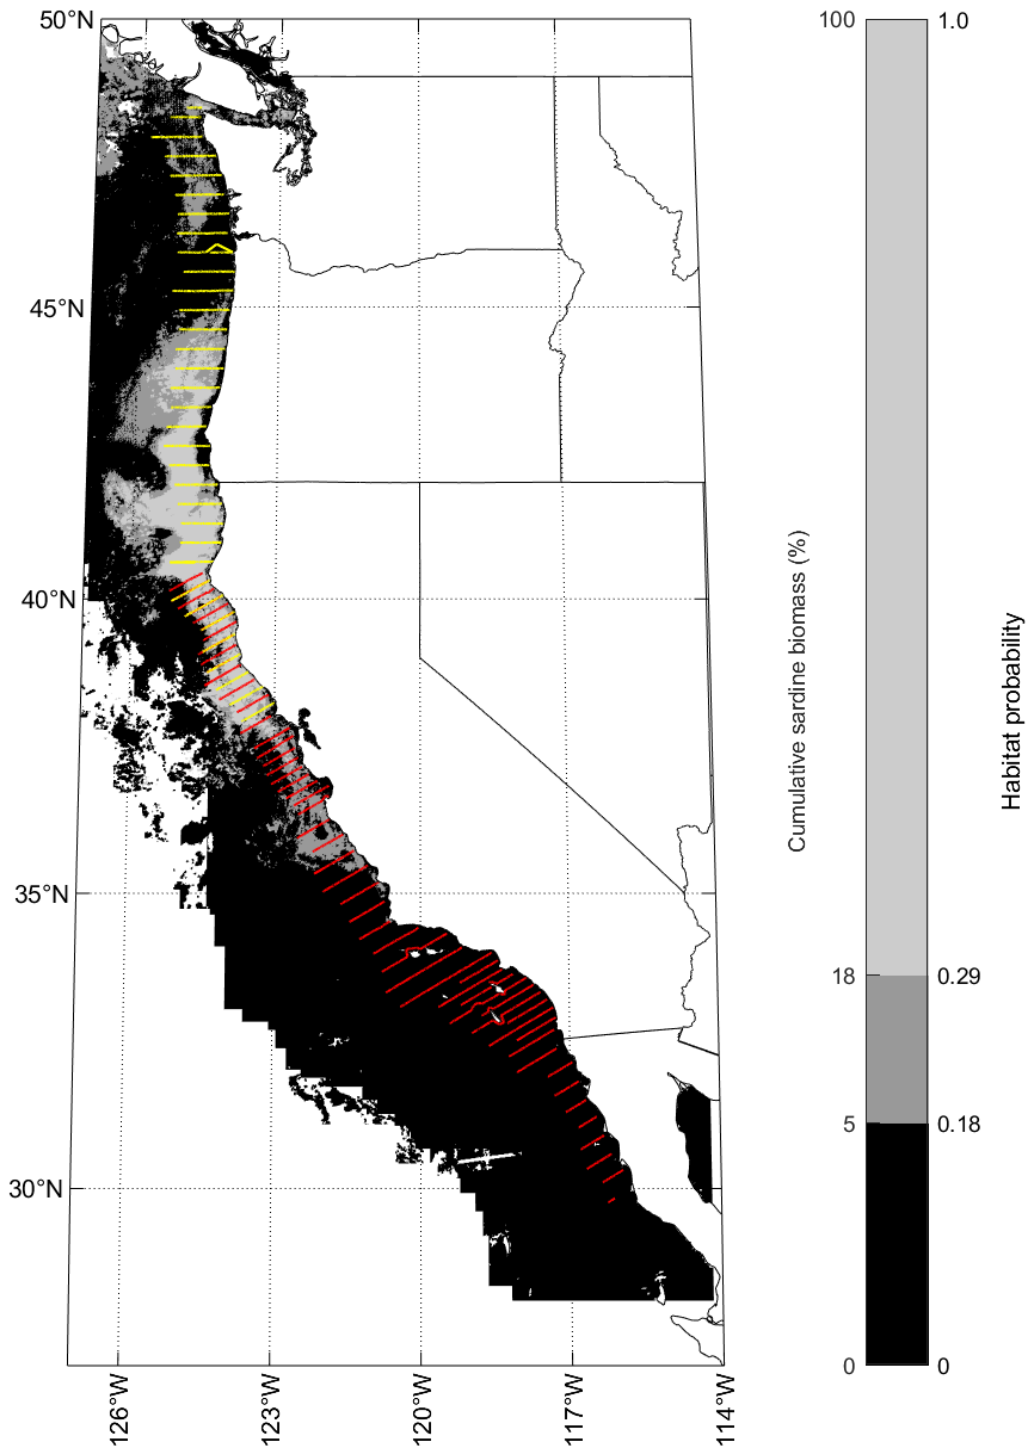 50°N
45°N
40°N
35°N
30°N
126°W
123°W
120°W
117°W
114°W
Cumulative sardine biomass (%)
100
18
5
0
1.0
0.29
0.18
0
Habitat probability